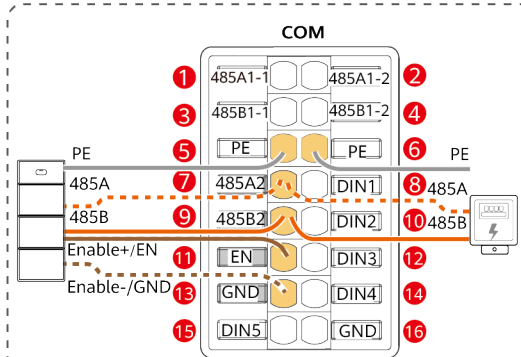 COM
1 485A1-1 485A1-2 2
3 485B1-1 485B1-2 4
PE 5 PE PE 6 PE
485A 7 485A2 DIN1 8 485A
485B 9 485B2 DIN2 10 485B
Enable+/EN 11 EN DIN3 12
Enable-/GND 13 GND DIN4 14
15 DIN5 GND 16